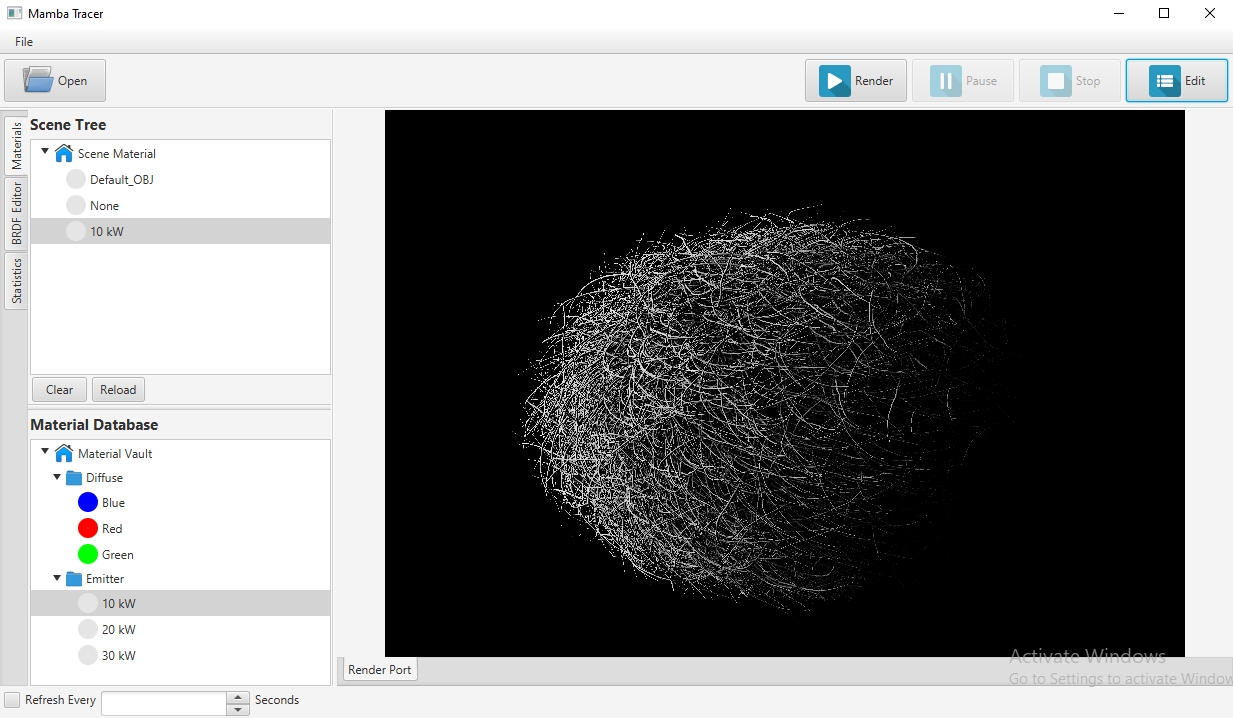 Mamba Tracer
File
Open
Render
Pause
Stop
Edit
Materials
BRDF Editor
Statistics
Scene Tree
Scene Material
Default_OBJ
None
10 kW
Clear
Reload
Material Database
Material Vault
Diffuse
Blue
Red
Green
Emitter
10 kW
20 kW
30 kW
Render Port
Activate Windows
Go to Settings to activate Window
Refresh Every
Seconds